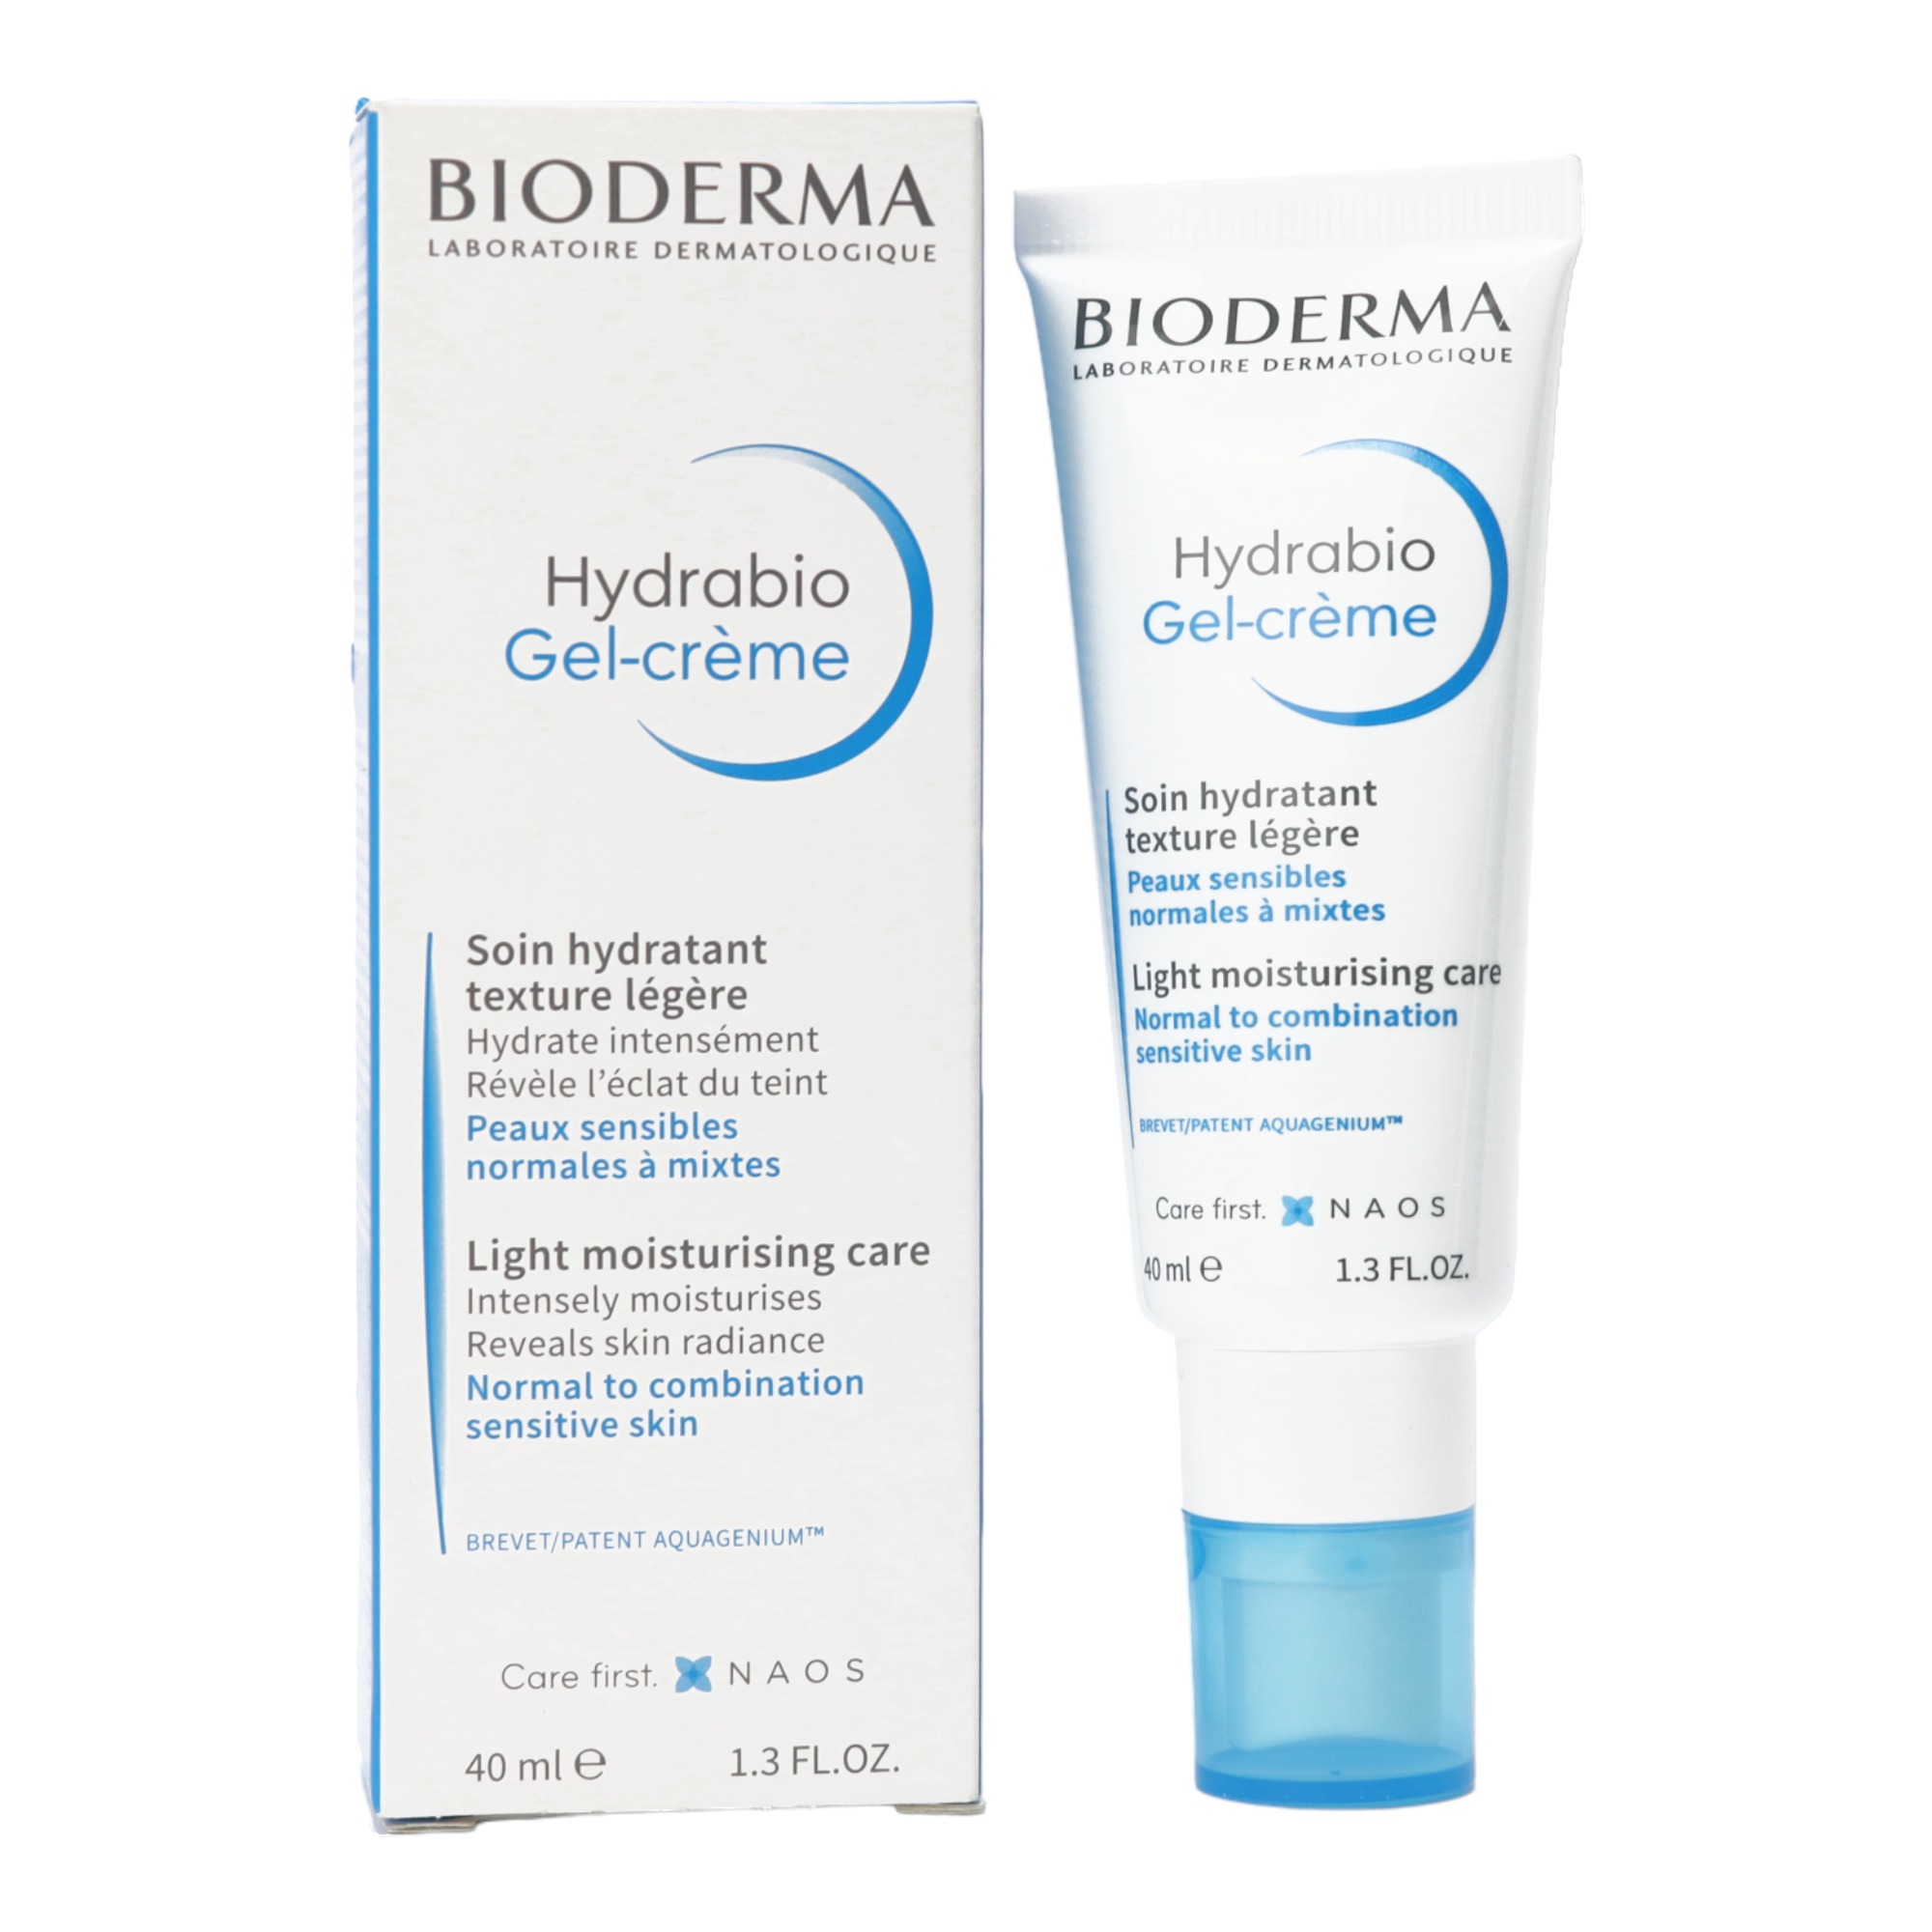 BIODERMA
LABORATOIRE DERMATOLOGIQUE
Hydrabio
Gel-crème
Soin hydratant
texture légère
Hydrate intensément
Révèle l'éclat du teint
Peaux sensibles
normales à mixtes
Light moisturising care
Intensely moisturises
Reveals skin radiance
Normal to combination
sensitive skin
BREVET/PATENT AQUAGENIUM™
Care first. NAOS
40 ml e 1.3 FL.OZ.
BIODERMA
LABORATOIRE DERMATOLOGIQUE
Hydrabio
Gel-crème
Soin hydratant
texture légère
Peaux sensibles
normales à mixtes
Light moisturising care
Normal to combination
sensitive skin
BREVET/PATENT AQUAGENIUM™
Care first. NAOS
40 ml e 1.3 FL.OZ.